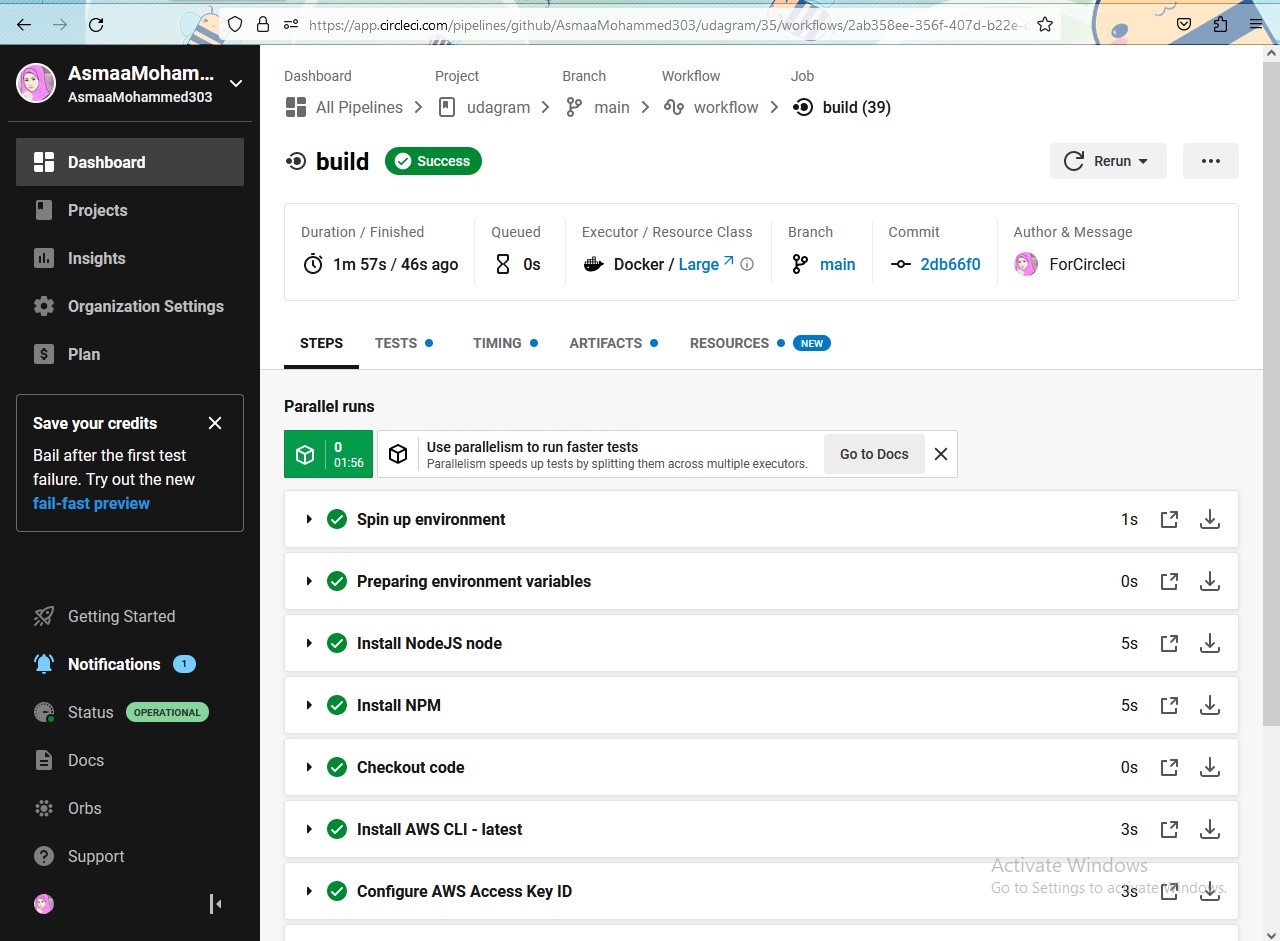 https://app.circleci.com/pipelines/github/AsmaaMohammed303/udagram/35/workflows/2ab358ee-356f-407d-b22e-
AsmaaMoham...
AsmaaMohammed303
Dashboard
Projects
Insights
Organization Settings
Plan
Save your credits
Bail after the first test
failure. Try out the new
fail-fast preview
Getting Started
Notifications 1
Status OPERATIONAL
Docs
Orbs
Support
Dashboard Project Branch Workflow Job
All Pipelines udagram main workflow build (39)
build Success Rerun
Duration / Finished Queued Executor / Resource Class Branch Commit Author & Message
1m 57s / 46s ago 0s Docker / Large main 2db66f0 ForCircleci
STEPS TESTS TIMING ARTIFACTS RESOURCES NEW
Parallel runs
0
01:56
Use parallelism to run faster tests
Parallelism speeds up tests by splitting them across multiple executors.
Go to Docs
Spin up environment 1s
Preparing environment variables 0s
Install NodeJS node 5s
Install NPM 5s
Checkout code 0s
Install AWS CLI - latest 3s
Configure AWS Access Key ID 3s
Activate Windows
Go to Settings to activate Windows.